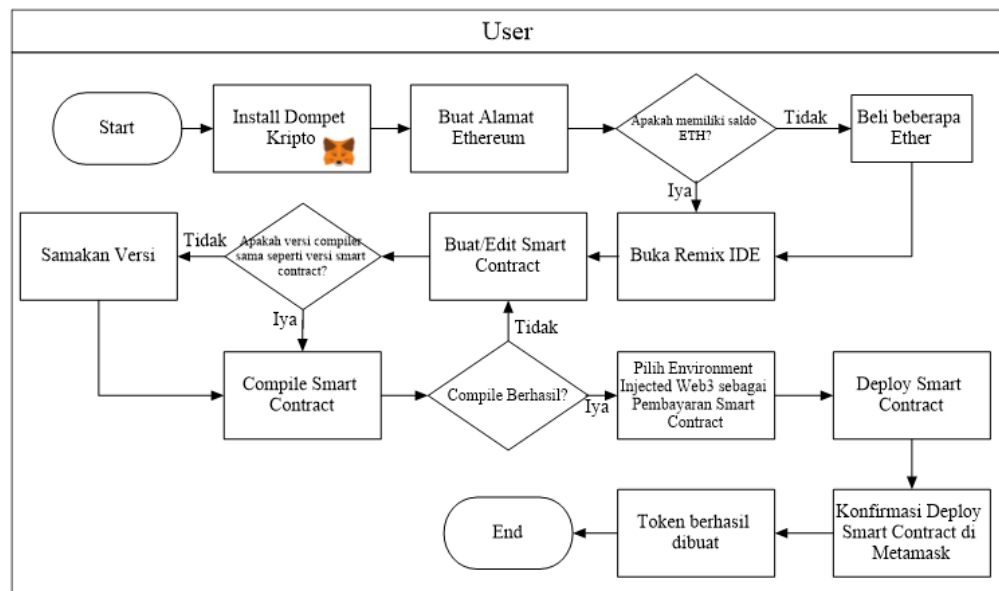 User
Start
Install Dompet
Kripto
Buat Alamat
Ethereum
Apakah memiliki saldo
ETH?
Tidak
Beli beberapa
Ether
Iya
Samakan Versi
Tidak
Apakah versi compiler
sama seperti versi smart
contract?
Buat/Edit Smart
Contract
Buka Remix IDE
Iya
Tidak
Compile Smart
Contract
Compile Berhasil?
Iya
Pilih Environment
Injected Web3 sebagai
Pembayaran Smart
Contract
Deploy Smart
Contract
End
Token berhasil
dibuat
Konfirmasi Deploy
Smart Contract di
Metamask